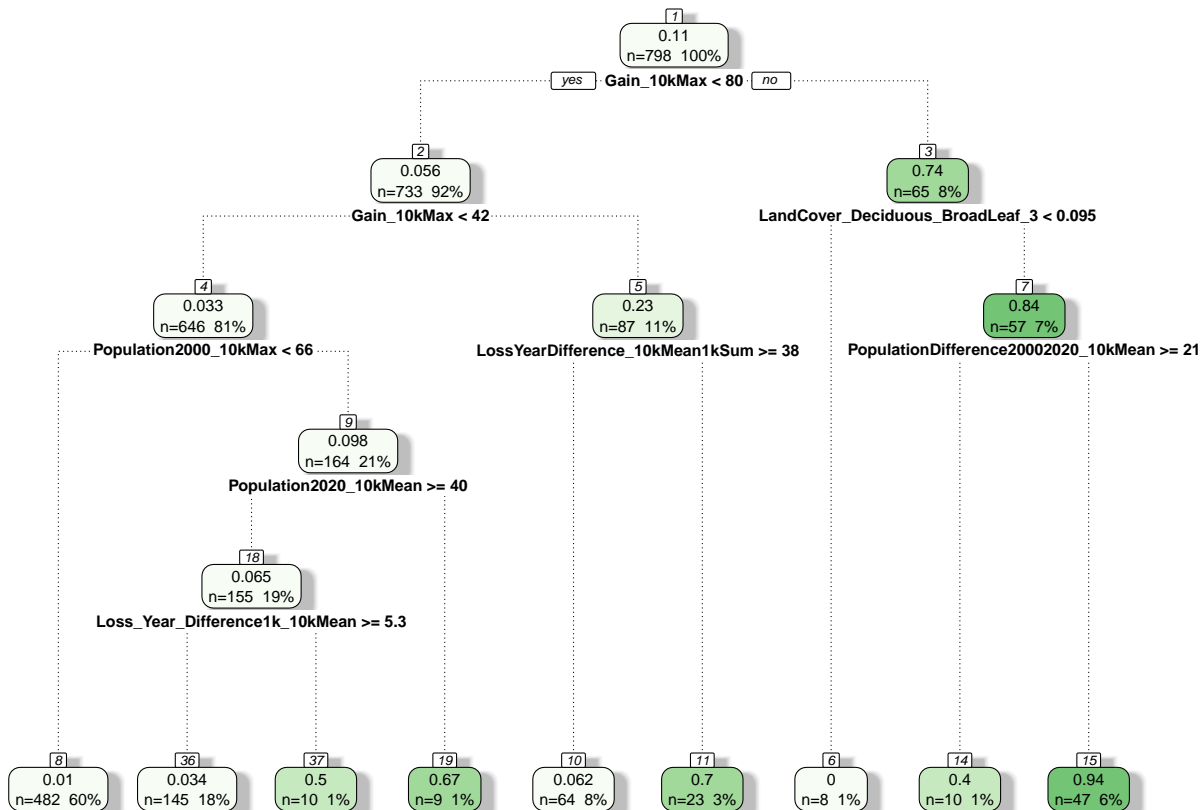 1
0.11
n=798 100%
yes Gain_10kMax < 80 no
2 3
0.056 0.74
n=733 92% n=65 8%
Gain_10kMax < 42 LandCover_Deciduous_BroadLeaf_3 < 0.095
4 5 7
0.033 0.23 0.84
n=646 81% n=87 11% n=57 7%
Population2000_10kMax < 66 LossYearDifference_10kMean1kSum >= 38 PopulationDifference20002020_10kMean >= 21
9
0.098
n=164 21%
Population2020_10kMean >= 40
18
0.065
n=155 19%
Loss_Year_Difference1k_10kMean >= 5.3
8 36 37 19 10 11 6 14 15
0.01 0.034 0.5 0.67 0.062 0.7 0 0.4 0.94
n=482 60% n=145 18% n=10 1% n=9 1% n=64 8% n=23 3% n=8 1% n=10 1% n=47 6%